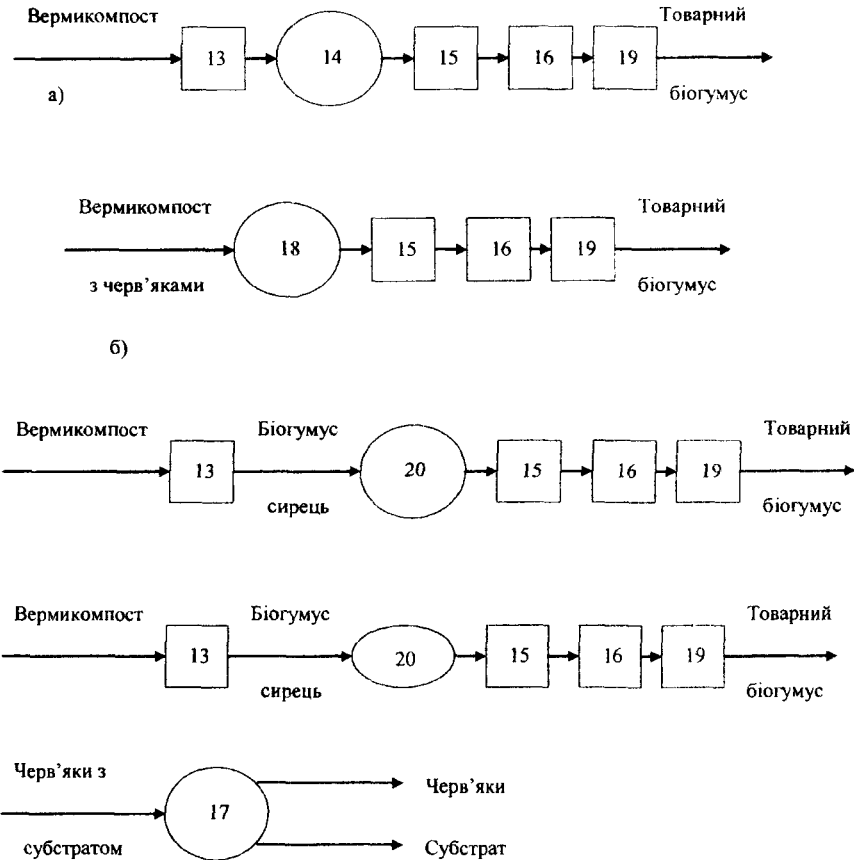 Вермикомпост
Товарний
13
14
15
16
19
а)
біогумус
Вермикомпост
Товарний
18
15
16
19
з черв’яками
біогумус
б)
Вермикомпост
Біогумус
Товарний
13
20
15
16
19
сирець
біогумус
Вермикомпост
Біогумус
Товарний
13
20
15
16
19
сирець
біогумус
Черв’яки з
Черв’яки
17
субстратом
Субстрат